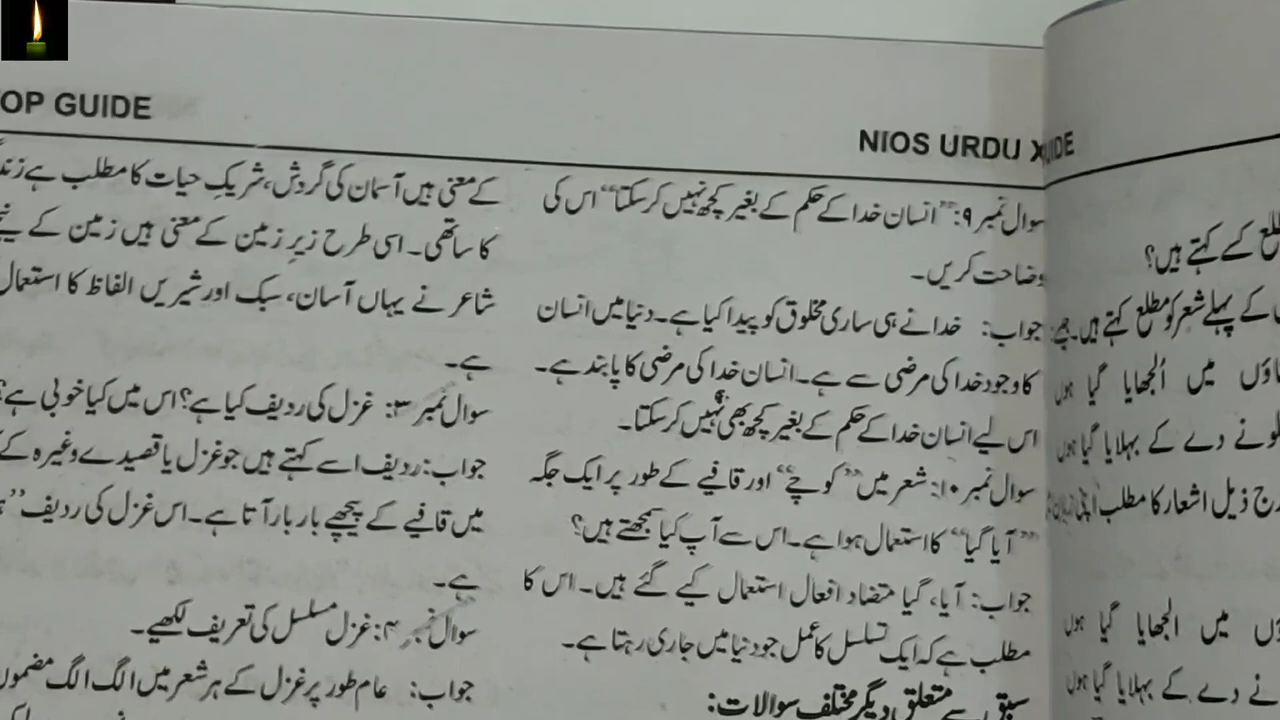 NIOS URDU X
سوال نمبر ۹: ”انسان خدا کے حکم کے بغیر کچھ نہیں کرسکتا“ اس کی
وضاحت کریں۔
جواب: خدا نے ہی ساری مخلوق کو پیدا کیا ہے۔ دنیا میں انسان
کا وجود خدا کی مرضی سے ہے۔ انسان خدا کی مرضی کا پابند ہے۔
اس لیے انسان خدا کے حکم کے بغیر کچھ بھی نہیں کرسکتا۔
سوال نمبر ۱۰: شعر میں ”کوچے“ اور قافیے کے طور پر ایک جگہ
”آیا گیا“ کا استعمال ہوا ہے۔ اس سے آپ کیا سمجھتے ہیں؟
جواب: آیا، گیا متضاد افعال استعمال کیے گئے ہیں۔ اس کا
مطلب ہے کہ ایک تسلسل کا عمل جو دنیا میں جاری رہتا ہے۔
سبق سے متعلق دیگر مختلف سوالات:
OP GUIDE
کے معنی ہیں آسمان کی گردش، شریکِ حیات کا مطلب ہے
کا ساتھی۔ اسی طرح زیرِ زمین کے معنی ہیں زمین کے
شاعر نے یہاں آسان، سبک اور شیریں الفاظ کا استعمال
ہے۔
سوال نمبر ۳: غزل کی ردیف کیا ہے؟ اس میں کیا خوبی ہے؟
جواب: ردیف اسے کہتے ہیں جو غزل یا قصیدے وغیرہ کے
میں قافیے کے پیچھے بار بار آتا ہے۔ اس غزل کی ردیف
ہے۔
سوال نمبر ۴: غزل مسلسل کی تعریف لکھیے۔
جواب: عام طور پر غزل کے ہر شعر میں الگ الگ مضمون
UIDE
کے کہتے ہیں؟
کے پہلے شعر کو مطلع کہتے ہیں۔ جیسے
میں اُلجھایا گیا ہوں
دے کے بہلایا گیا ہوں
ذیل اشعار کا مطلب اپنی
میں الجھایا گیا ہوں
دے کے بہلایا گیا ہوں